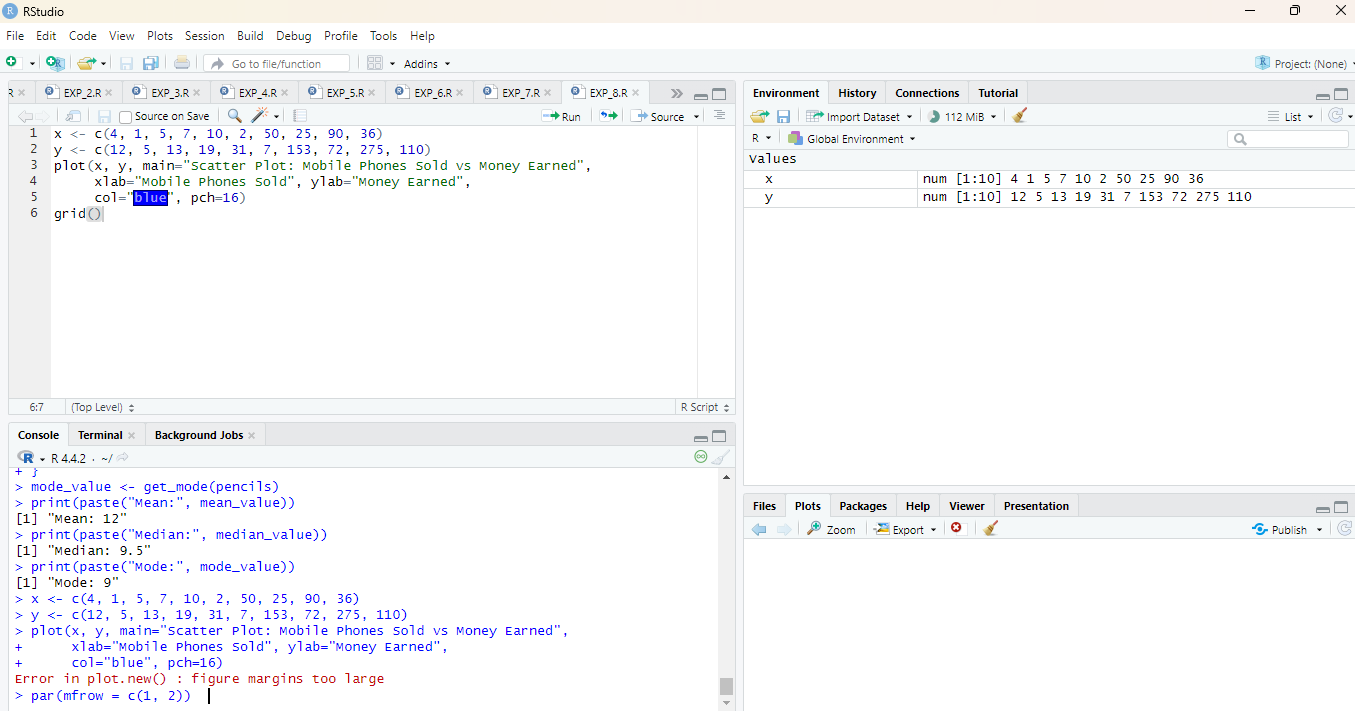 R RStudio
File Edit Code View Plots Session Build Debug Profile Tools Help
Go to file/function Addins Project: (None)
R EXP_2.R EXP_3.R EXP_4.R EXP_5.R EXP_6.R EXP_7.R EXP_8.R
Source on Save Run Source
1 x <- c(4, 1, 5, 7, 10, 2, 50, 25, 90, 36)
2 y <- c(12, 5, 13, 19, 31, 7, 153, 72, 275, 110)
3 plot(x, y, main="Scatter Plot: Mobile Phones Sold vs Money Earned",
4 xlab="Mobile Phones Sold", ylab="Money Earned",
5 col="blue", pch=16)
6 grid()
6:7 (Top Level) R Script
Console Terminal Background Jobs
R R 4.4.2 · ~/
+ }
> mode_value <- get_mode(pencils)
> print(paste("Mean:", mean_value))
[1] "Mean: 12"
> print(paste("Median:", median_value))
[1] "Median: 9.5"
> print(paste("Mode:", mode_value))
[1] "Mode: 9"
> x <- c(4, 1, 5, 7, 10, 2, 50, 25, 90, 36)
> y <- c(12, 5, 13, 19, 31, 7, 153, 72, 275, 110)
> plot(x, y, main="Scatter Plot: Mobile Phones Sold vs Money Earned",
+ xlab="Mobile Phones Sold", ylab="Money Earned",
+ col="blue", pch=16)
Error in plot.new() : figure margins too large
> par(mfrow = c(1, 2))
Environment History Connections Tutorial
Import Dataset 112 MiB List
R Global Environment
values
x num [1:10] 4 1 5 7 10 2 50 25 90 36
y num [1:10] 12 5 13 19 31 7 153 72 275 110
Files Plots Packages Help Viewer Presentation
Zoom Export Publish